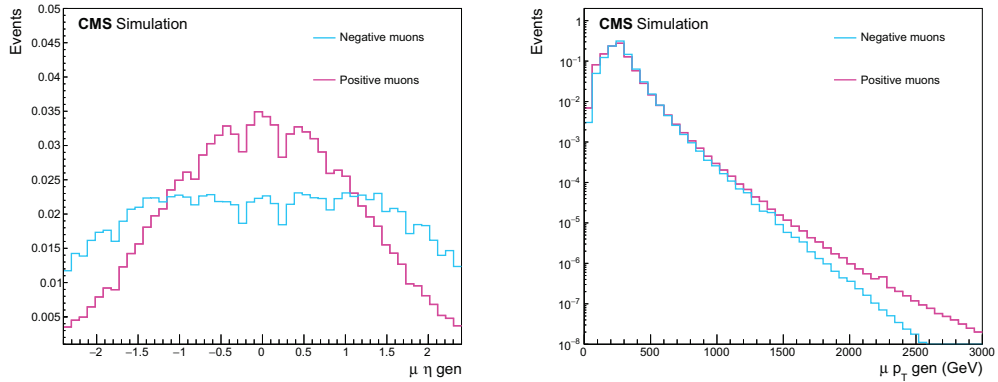 CMS Simulation
Events
Negative muons
Positive muons
0.05
0.045
0.04
0.035
0.03
0.025
0.02
0.015
0.01
0.005
−2 −1.5 −1 −0.5 0 0.5 1 1.5 2
μ η gen
CMS Simulation
Events
Negative muons
Positive muons
1
10⁻¹
10⁻²
10⁻³
10⁻⁴
10⁻⁵
10⁻⁶
10⁻⁷
10⁻⁸
0 500 1000 1500 2000 2500 3000
μ p_T gen (GeV)